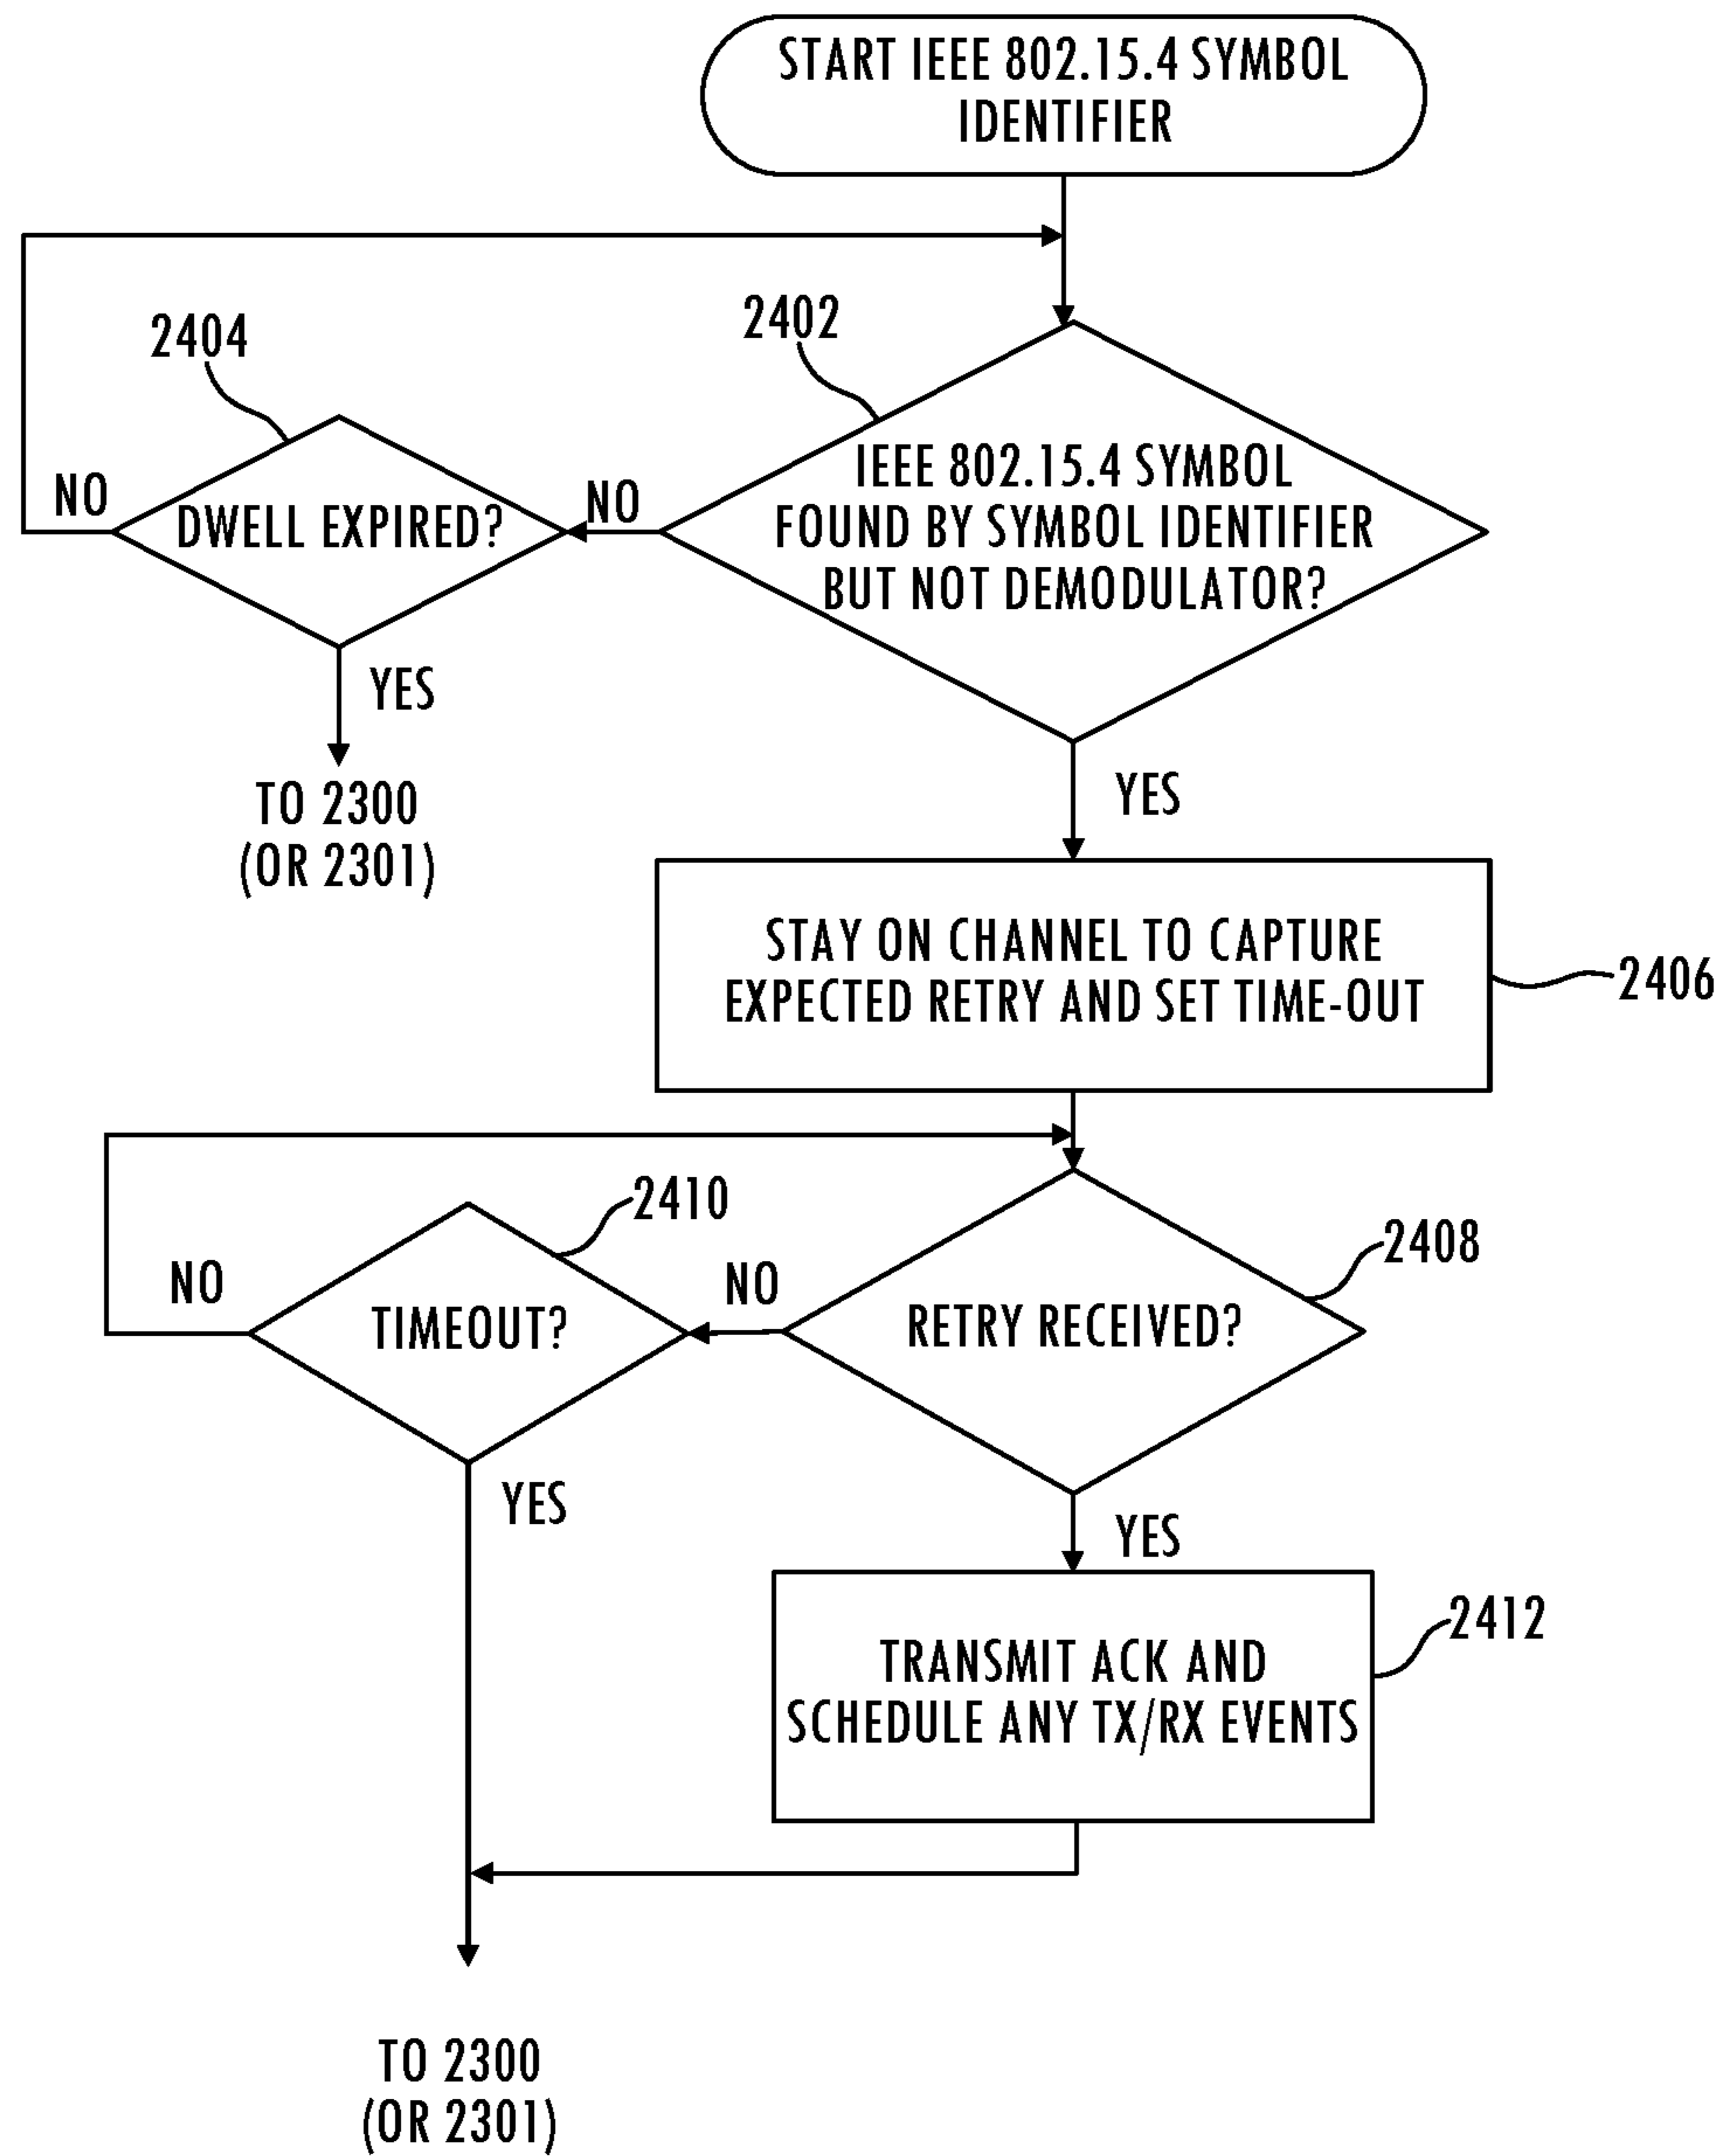 START IEEE 802.15.4 SYMBOL
IDENTIFIER
2404
2402
NO
DWELL EXPIRED?
NO
IEEE 802.15.4 SYMBOL
FOUND BY SYMBOL IDENTIFIER
BUT NOT DEMODULATOR?
YES
TO 2300
(OR 2301)
YES
STAY ON CHANNEL TO CAPTURE
EXPECTED RETRY AND SET TIME-OUT
2406
2410
2408
NO
TIMEOUT?
NO
RETRY RECEIVED?
YES
YES
2412
TRANSMIT ACK AND
SCHEDULE ANY TX/RX EVENTS
TO 2300
(OR 2301)